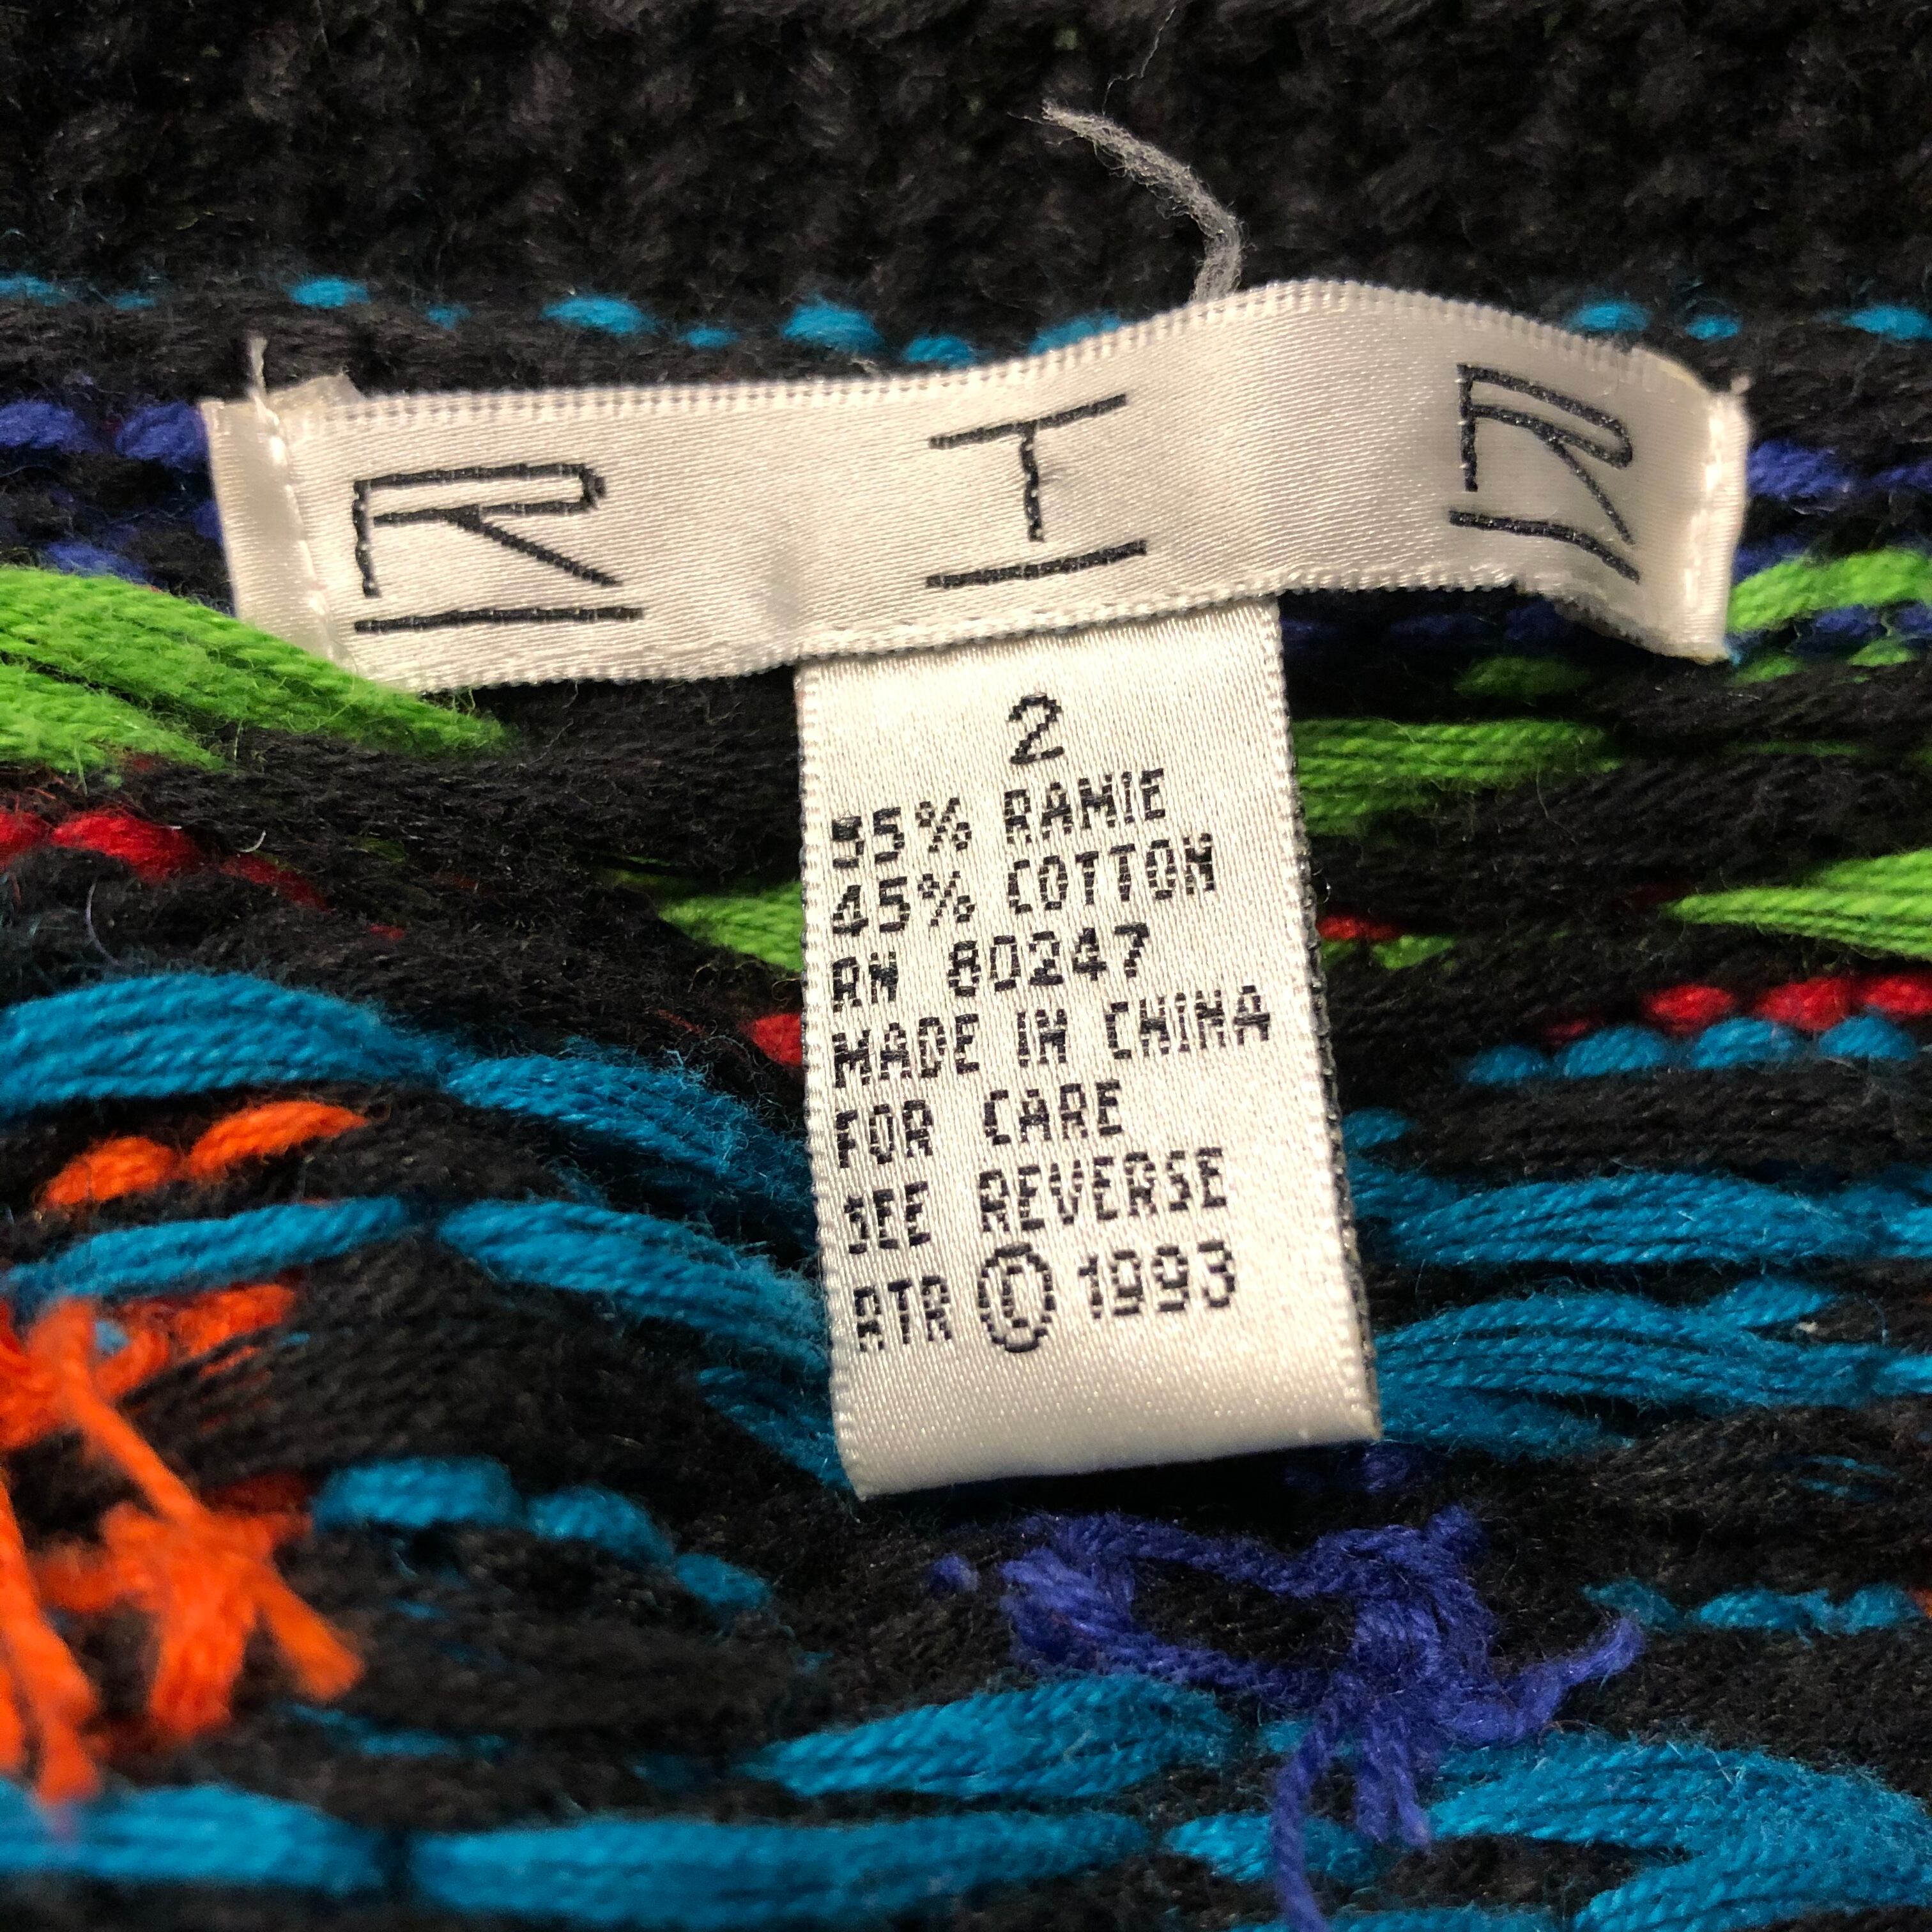 R T R
2
55% RAMIE
45% COTTON
RN 80247
MADE IN CHINA
FOR CARE
SEE REVERSE
RTR © 1993